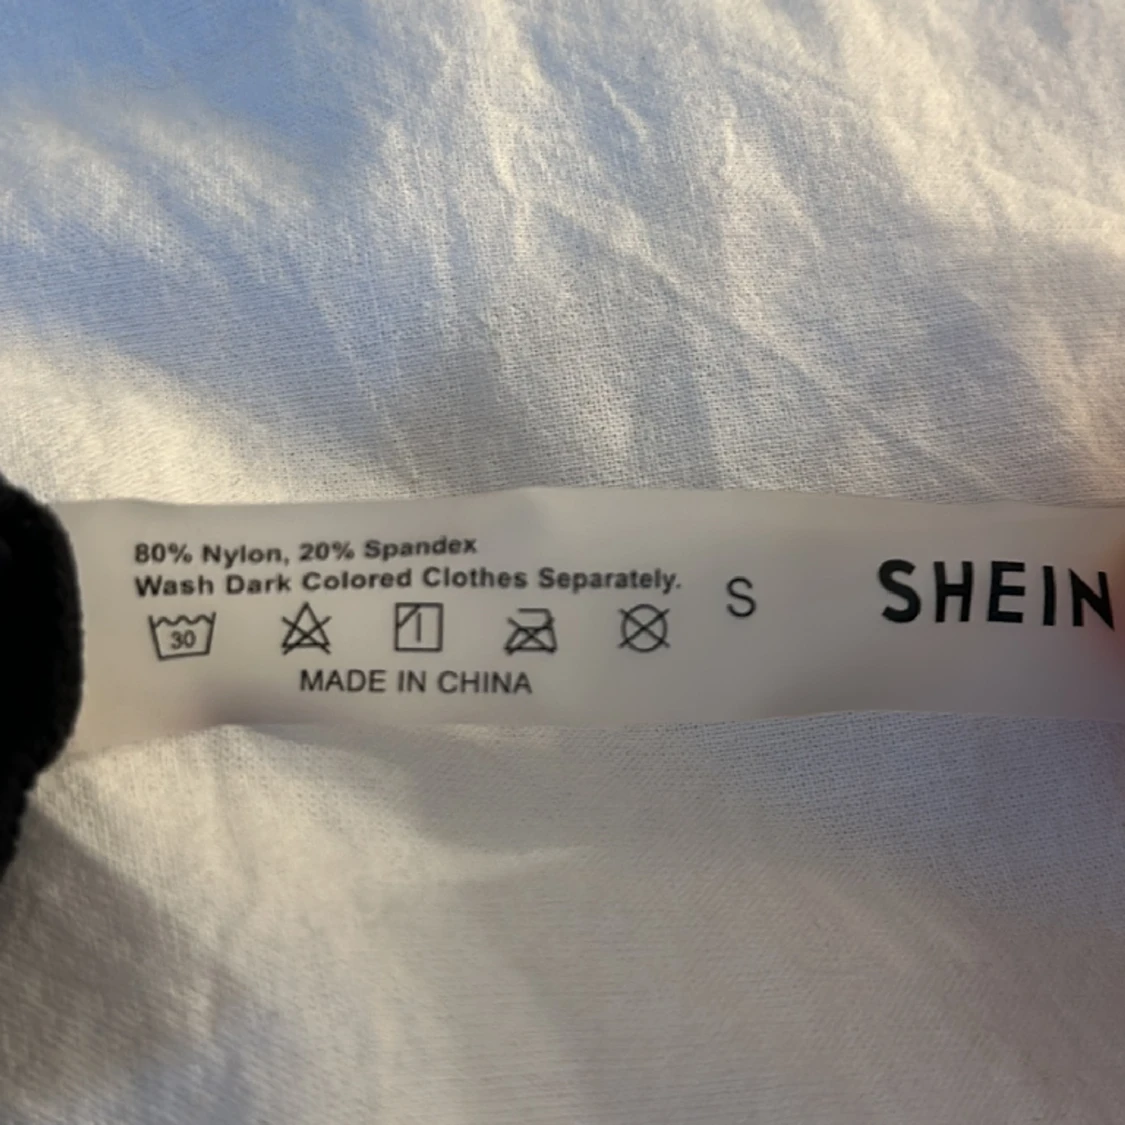 80% Nylon, 20% Spandex
Wash Dark Colored Clothes Separately.
30
MADE IN CHINA
S
SHEIN